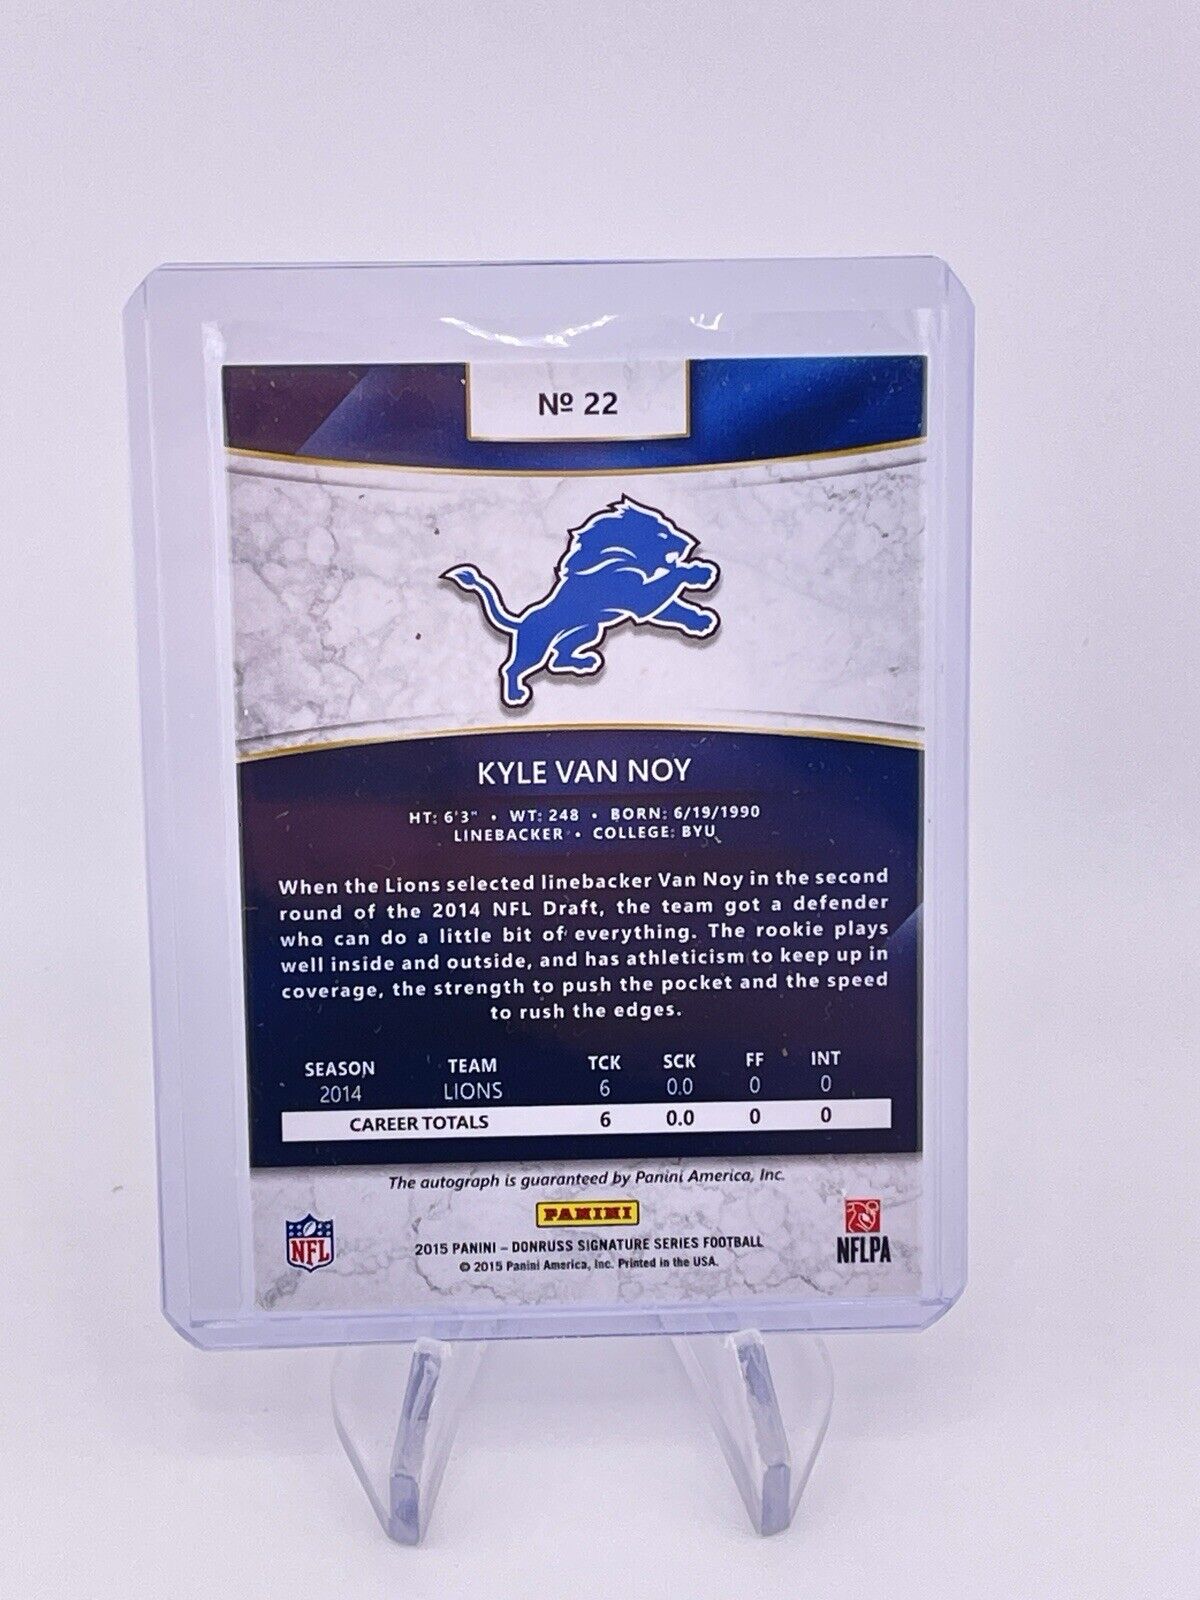 Nº 22
KYLE VAN NOY
HT: 6'3" • WT: 248 • BORN: 6/19/1990
LINEBACKER • COLLEGE: BYU
When the Lions selected linebacker Van Noy in the second
round of the 2014 NFL Draft, the team got a defender
who can do a little bit of everything. The rookie plays
well inside and outside, and has athleticism to keep up in
coverage, the strength to push the pocket and the speed
to rush the edges.
SEASON TEAM TCK SCK FF INT
2014 LIONS 6 0.0 0 0
CAREER TOTALS 6 0.0 0 0
The autograph is guaranteed by Panini America, Inc.
PANINI
NFL
2015 PANINI – DONRUSS SIGNATURE SERIES FOOTBALL
© 2015 Panini America, Inc. Printed in the USA.
NFLPA